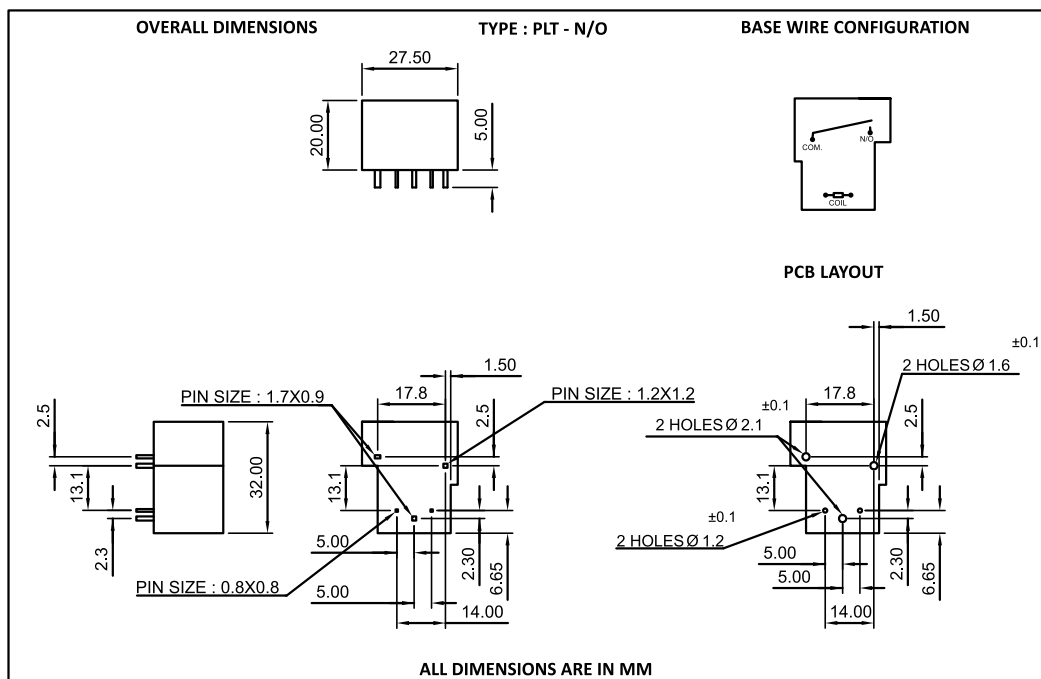 OVERALL DIMENSIONS
TYPE : PLT - N/O
BASE WIRE CONFIGURATION
27.50
20.00
5.00
COM.
N/O
COIL
PCB LAYOUT
1.50
±0.1
2 HOLES Ø 1.6
1.50
17.8
PIN SIZE : 1.7X0.9
PIN SIZE : 1.2X1.2
17.8
±0.1
2 HOLES Ø 2.1
2.5
2.5
2.5
13.1
32.00
13.1
13.1
2.3
±0.1
2 HOLES Ø 1.2
5.00
2.30
6.65
5.00
2.30
6.65
PIN SIZE : 0.8X0.8
5.00
5.00
14.00
14.00
ALL DIMENSIONS ARE IN MM